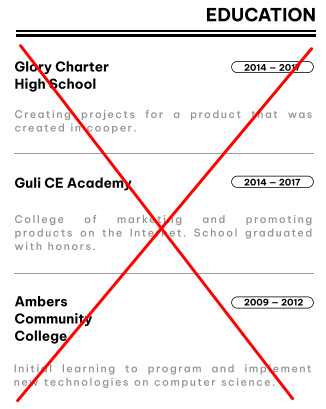 EDUCATION
Glory Charter
High School
2014 – 2017
Creating projects for a product that was
created in cooper.
Guli CE Academy
2014 – 2017
College of marketing and promoting
products on the Internet. School graduated
with honors.
Ambers
Community
College
2009 – 2012
Initial learning to program and implement
new technologies on computer science.